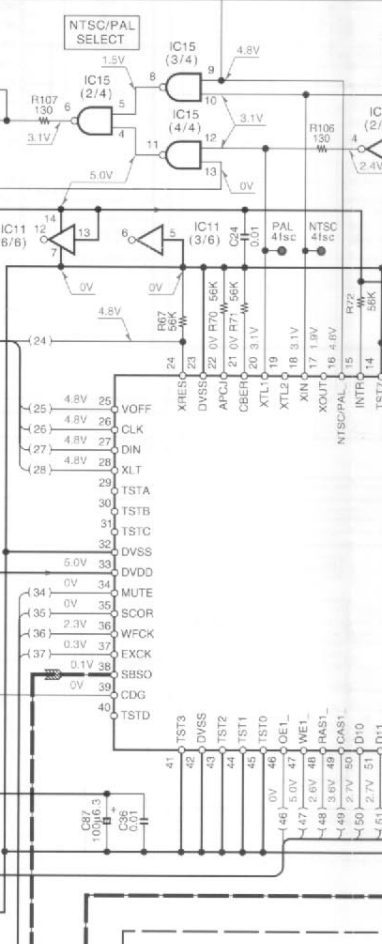 NTSC/PAL
SELECT
IC15
(3/4)
4.8V
1.5V
8
9
10
IC15
(2/4)
R107
130
6
5
4
3.1V
IC15
(4/4)
3.1V
11
12
13
R106
130
4
IC
(2/
2.4V
5.0V
0V
IC11
6/6)
14
12
13
7
6
5
IC11
(3/6)
C24
0.01
PAL
4fsc
NTSC
4fsc
0V
0V
4.8V
R67
56K
R70
56K
R71
56K
R72
56K
24
0V
0V
3.1V
3.1V
1.9V
4.8V
24
23
22
21
20
19
18
17
16
15
14
XRES
DVSS
APCJ
CBER
XTL1
XTL2
XIN
XOUT
NTSC/PAL
INTR
TST7
25 4.8V 25 VOFF
26 4.8V 26 CLK
27 4.8V 27 DIN
28 4.8V 28 XLT
29 TSTA
30 TSTB
31 TSTC
32 DVSS
5.0V 33 DVDD
34 0V 34 MUTE
35 0V 35 SCOR
36 2.3V 36 WFCK
37 0.3V 37 EXCK
0.1V 38 SBSO
0V 39 CDG
40 TSTD
TST3
DVSS
TST2
TST1
TST0
OE1_
WE1_
RAS1_
CAS1_
D10
D11
41
42
43
44
45
46
47
48
49
50
51
0V
5.0V
2.6V
3.6V
2.7V
2.7V
46
47
48
49
50
51
C87
100µ6.3
+
C36
0.01